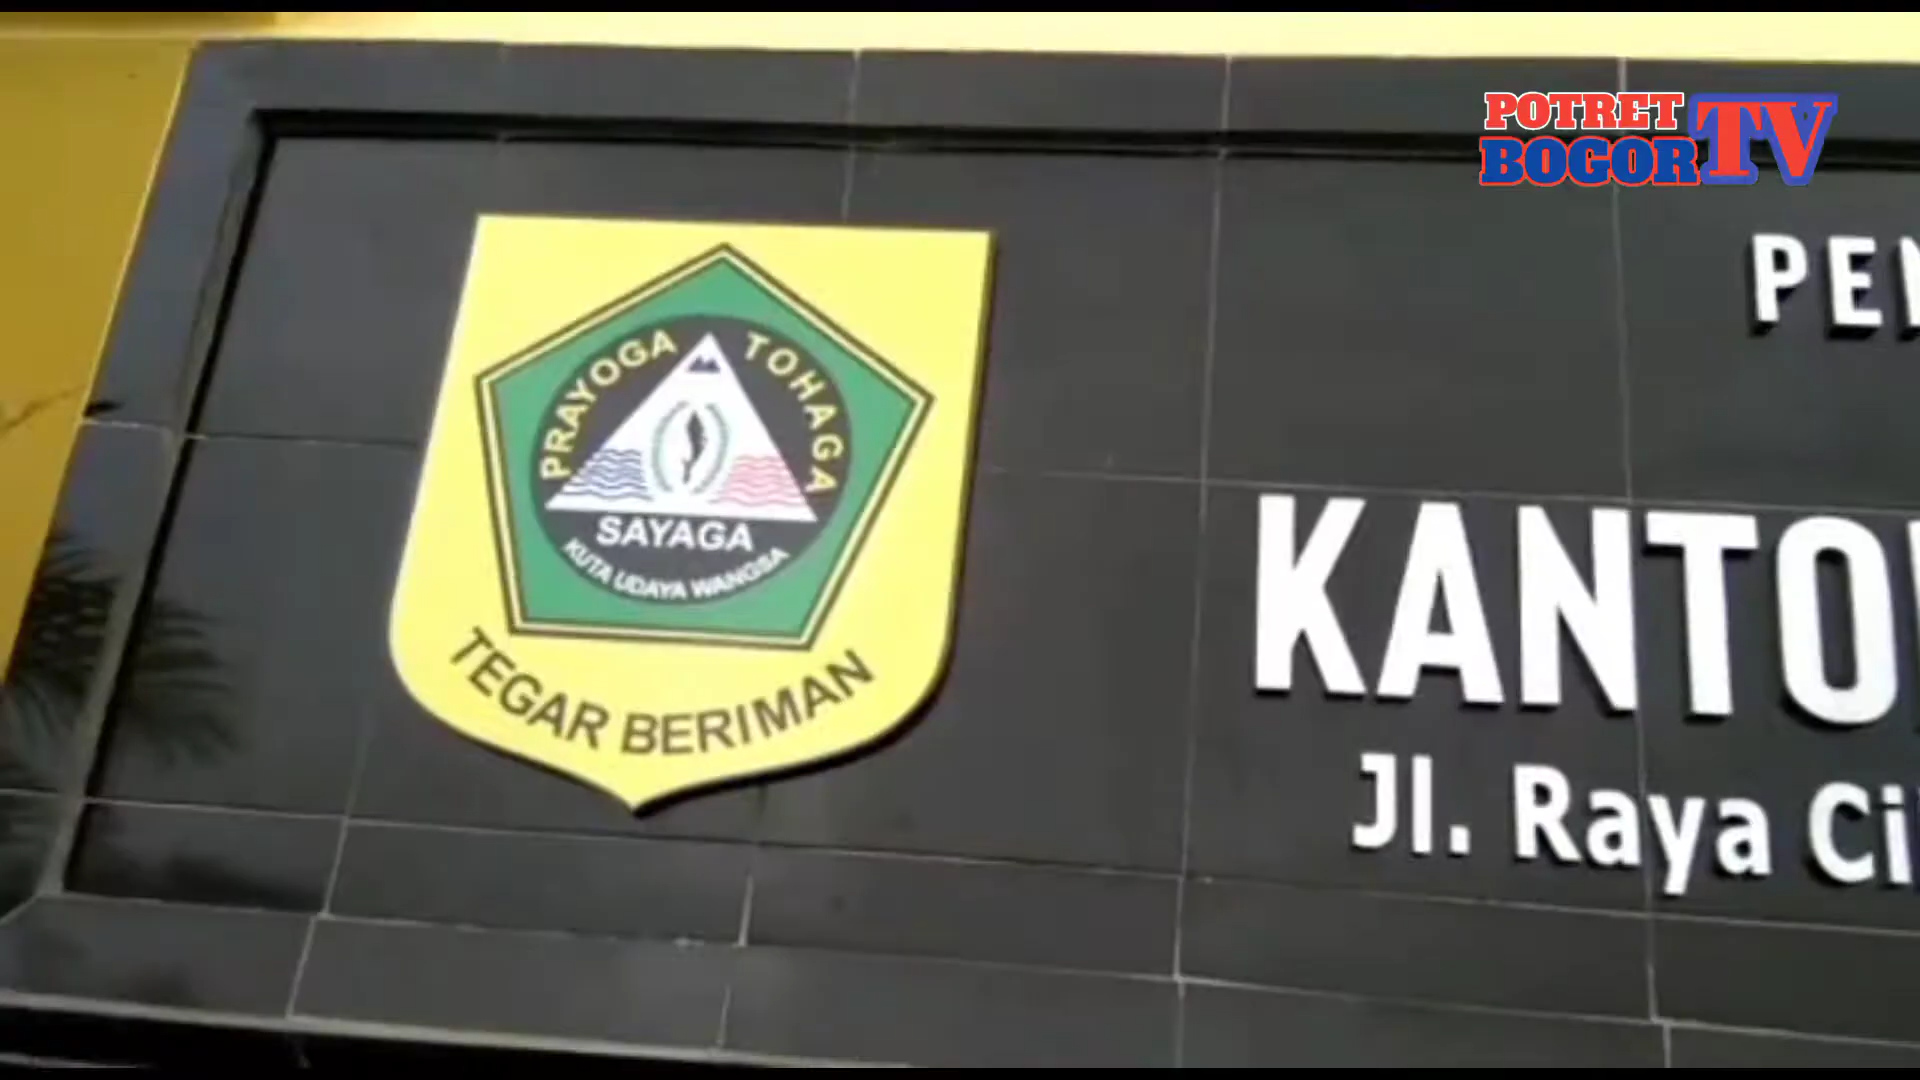 POTRET
BOGOR TV
PRAYOGA TOHAGA
SAYAGA
KUTA UDAYA WANGSA
TEGAR BERIMAN
KANTO
Jl. Raya Ci